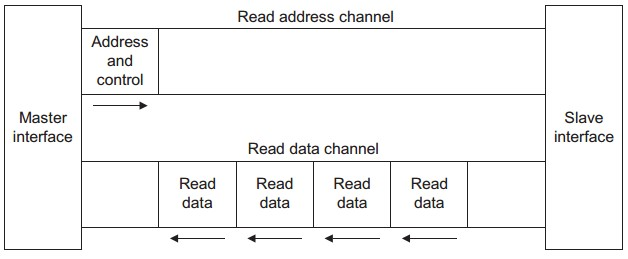 Read address channel
Address
and
control
Master
interface
Slave
interface
Read data channel
Read
data
Read
data
Read
data
Read
data